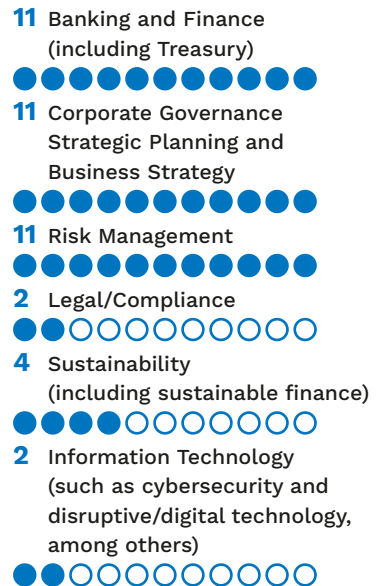 11 Banking and Finance
(including Treasury)
11 Corporate Governance
Strategic Planning and
Business Strategy
11 Risk Management
2 Legal/Compliance
4 Sustainability
(including sustainable finance)
2 Information Technology
(such as cybersecurity and
disruptive/digital technology,
among others)